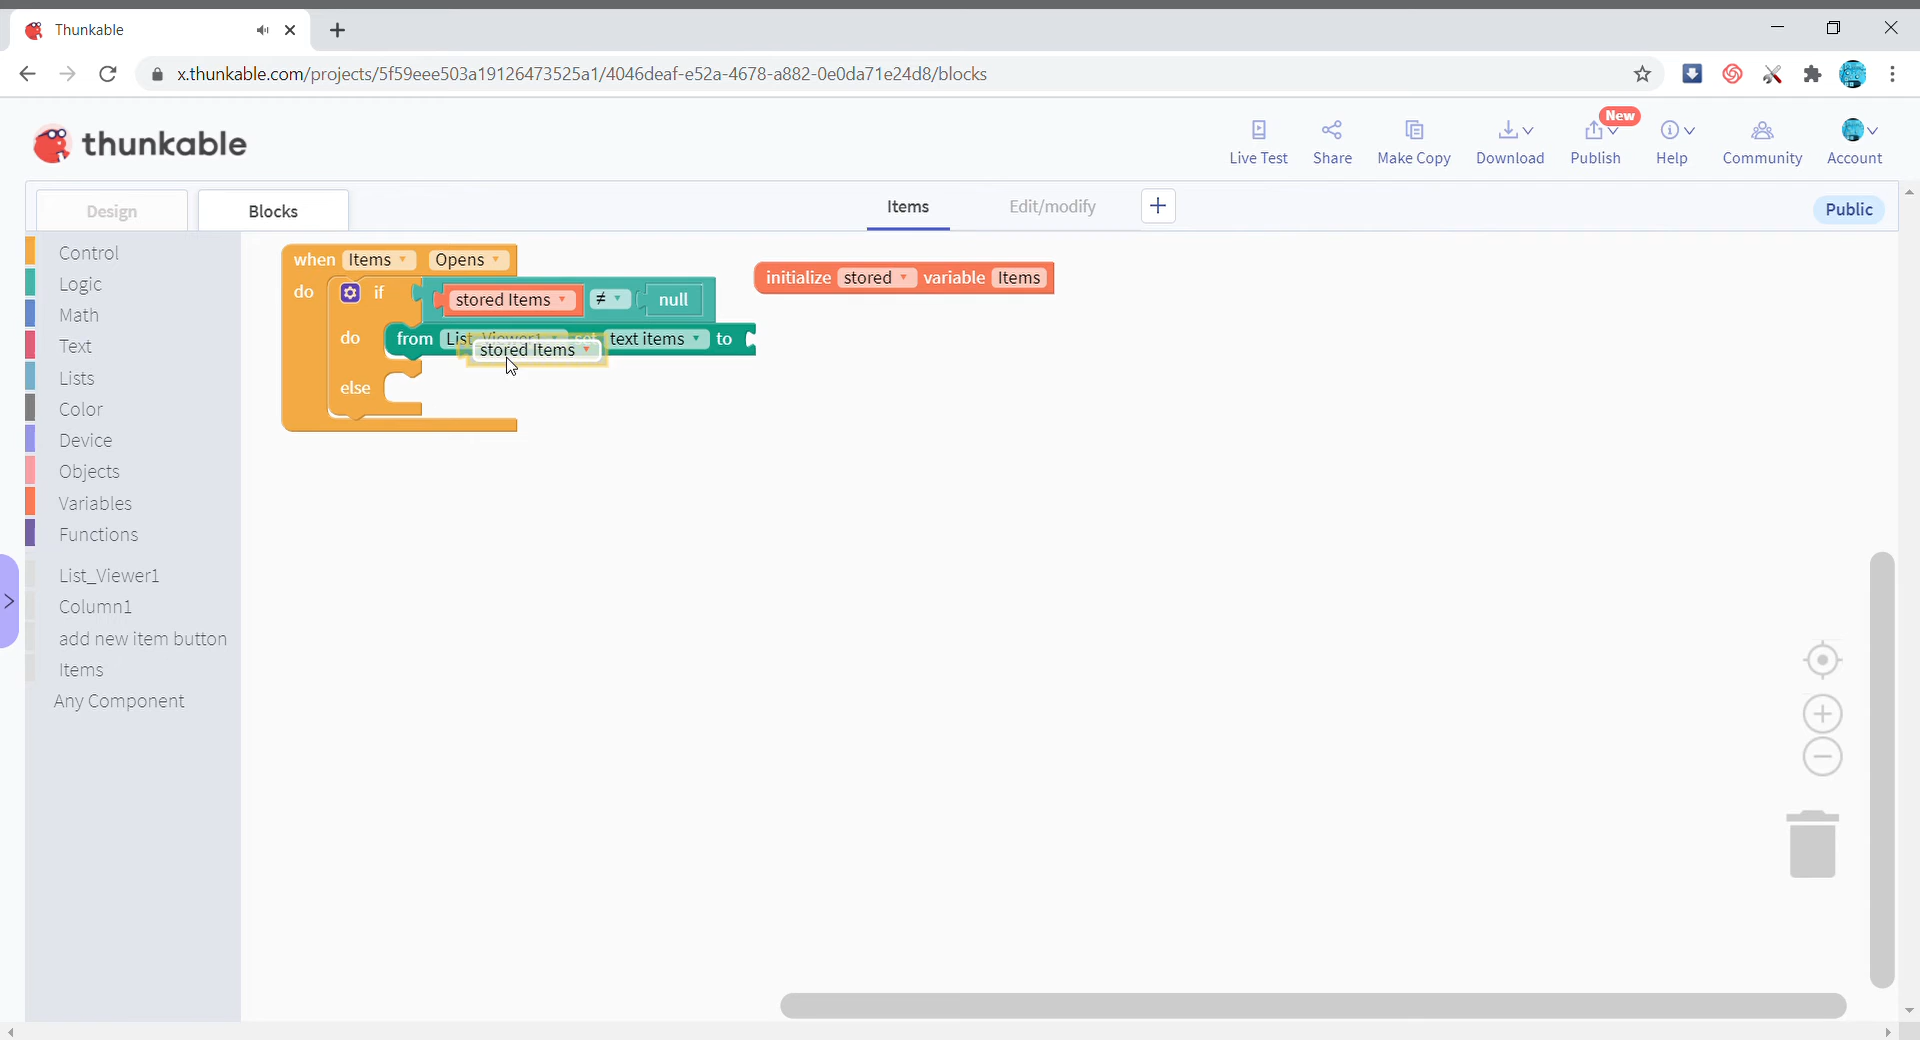 Thunkable
x.thunkable.com/projects/5f59eee503a19126473525a1/4046deaf-e52a-4678-a882-0e0da71e24d8/blocks
thunkable
New
Live Test Share Make Copy Download Publish Help Community Account
Design Blocks Items Edit/modify + Public
Control
Logic
Math
Text
Lists
Color
Device
Objects
Variables
Functions
List_Viewer1
Column1
add new item button
Items
Any Component
when Items Opens
do if stored Items ≠ null
do from List_Viewer1 set text items to
stored Items
else
initialize stored variable Items